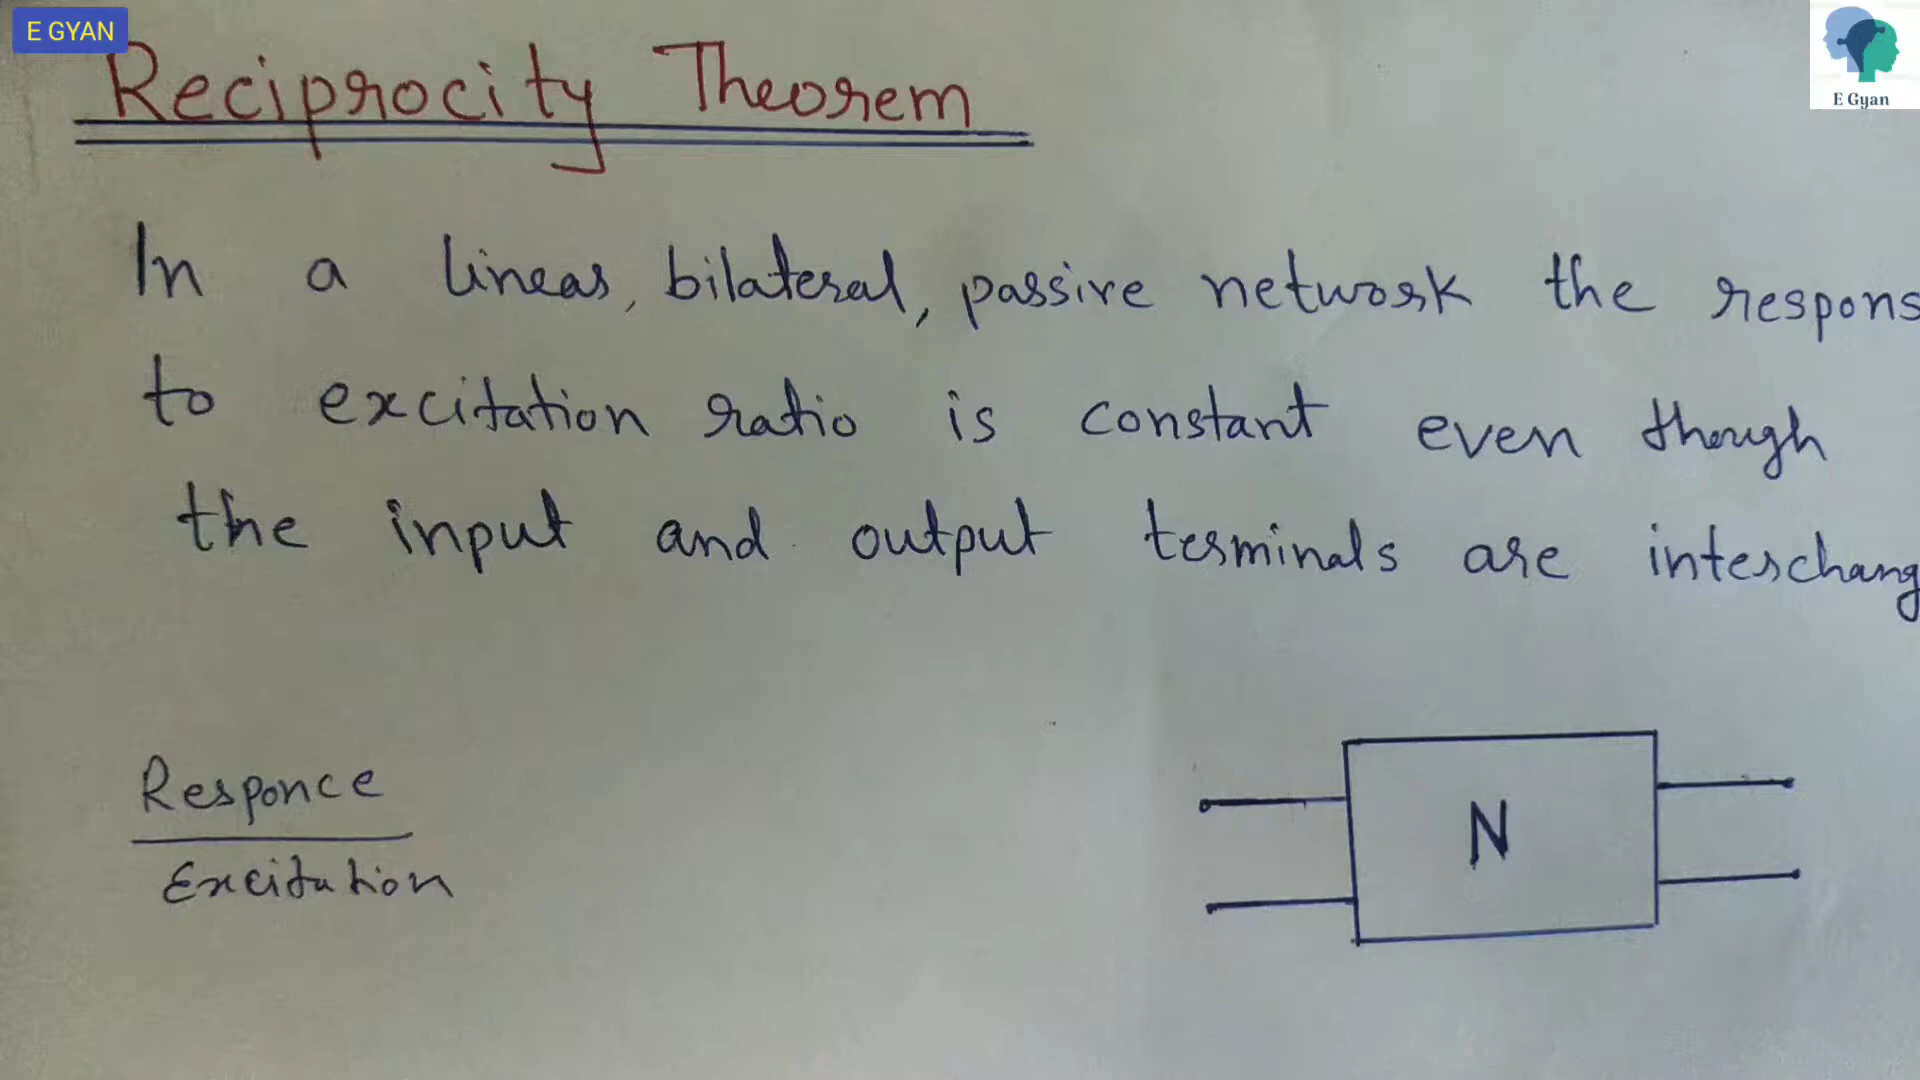 E GYAN
E Gyan
Reciprocity Theorem
In a linear, bilateral, passive network the respons
to excitation ratio is constant even though
the input and output terminals are interchang
Responce
Excitation
N